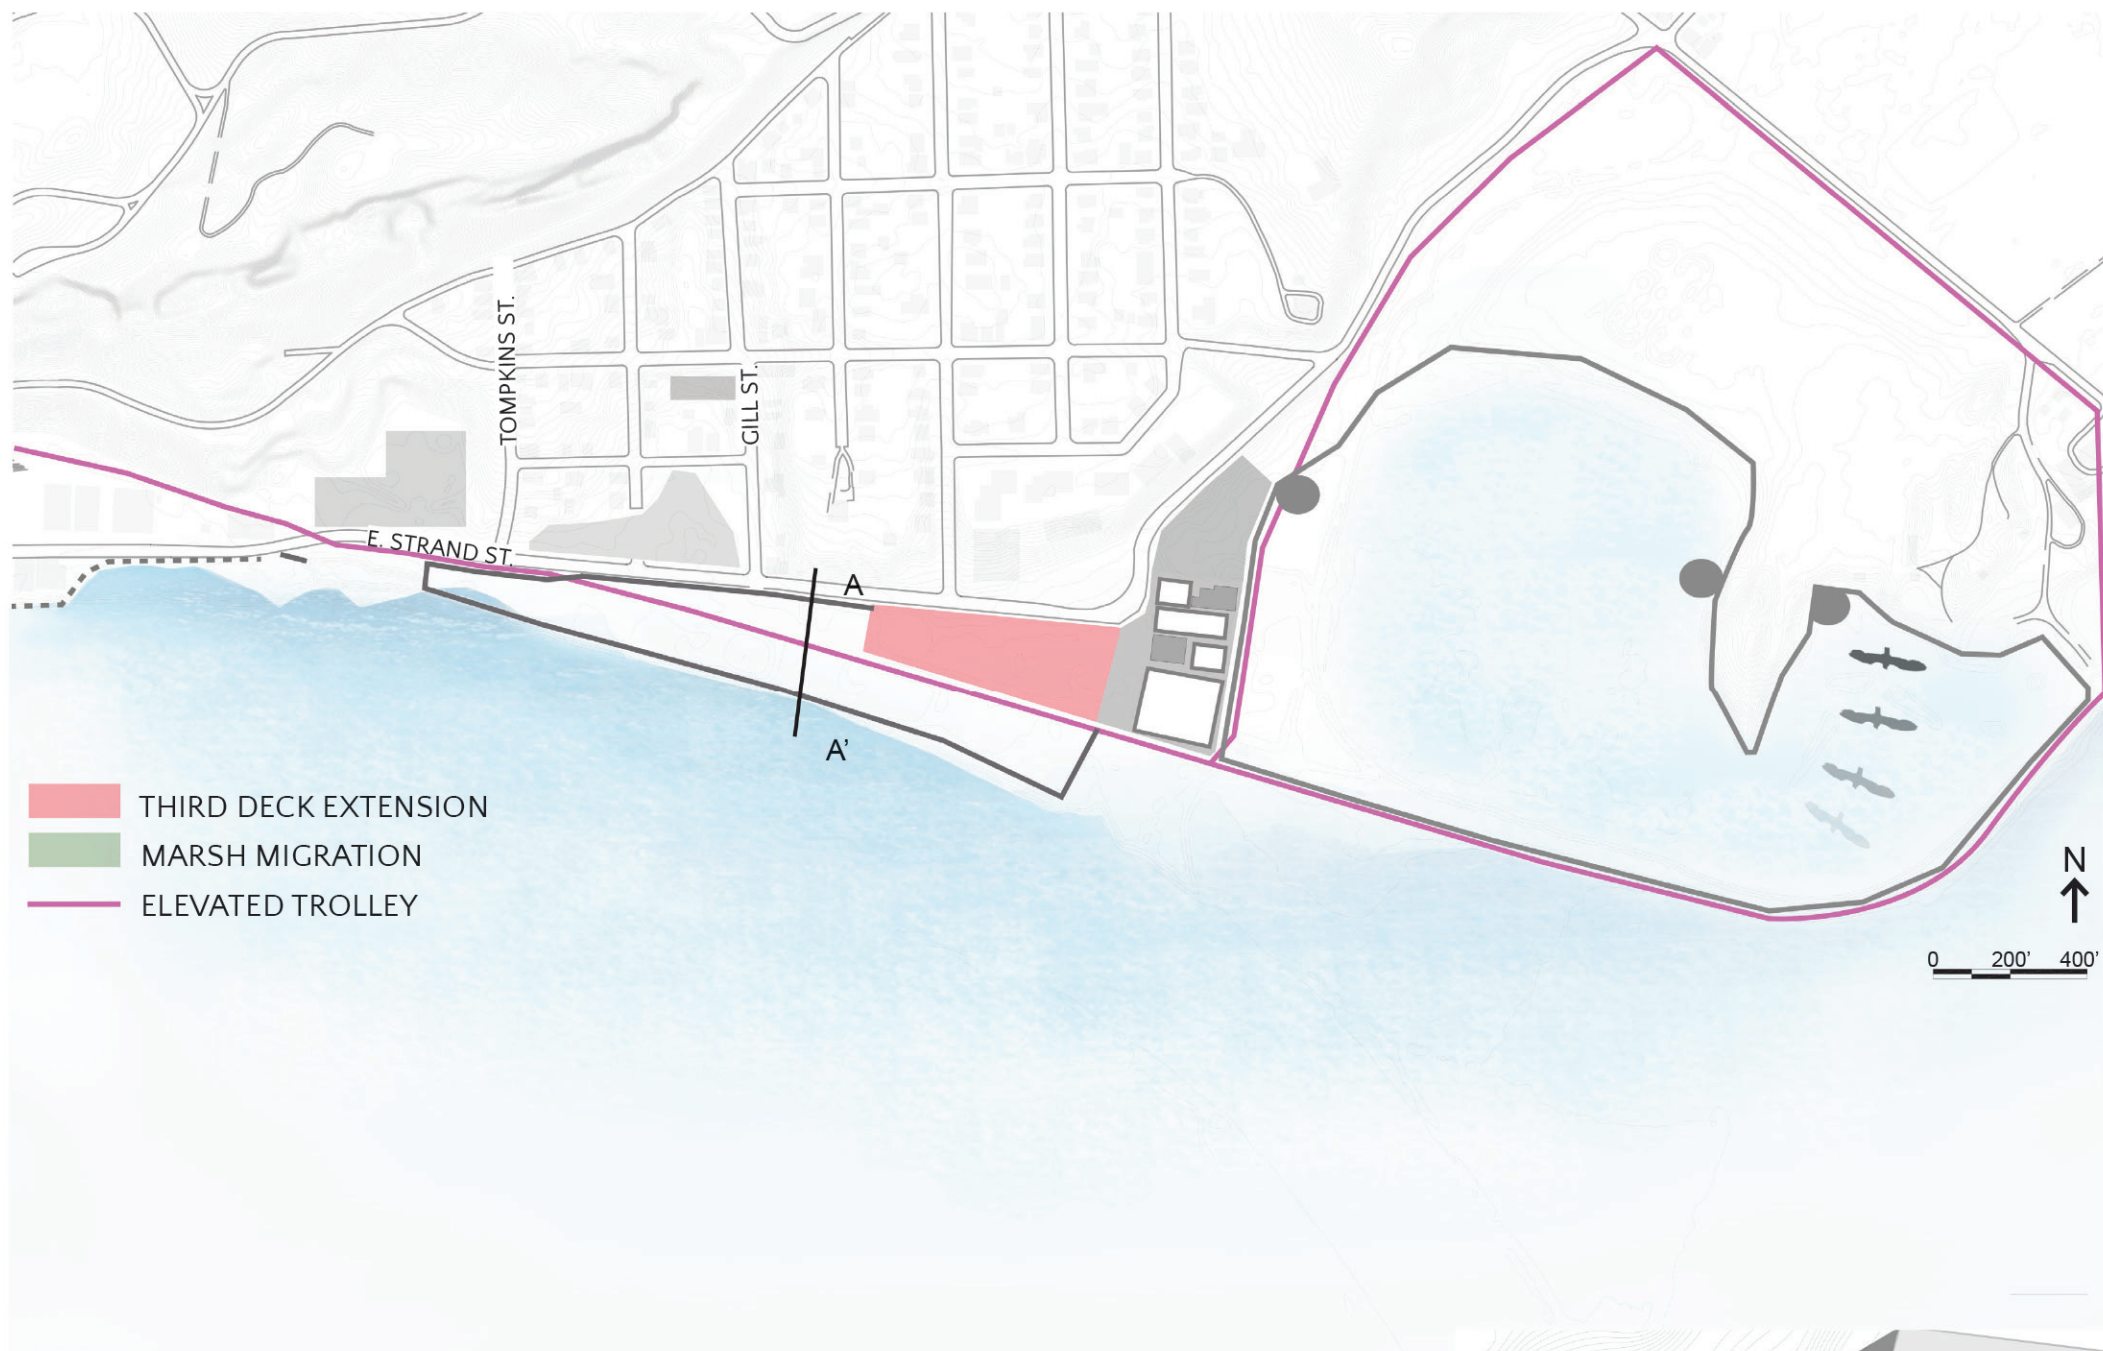 TOMPKINS ST.
GILL ST.
E. STRAND ST.
A
A'
THIRD DECK EXTENSION
MARSH MIGRATION
ELEVATED TROLLEY
N
0 200' 400'